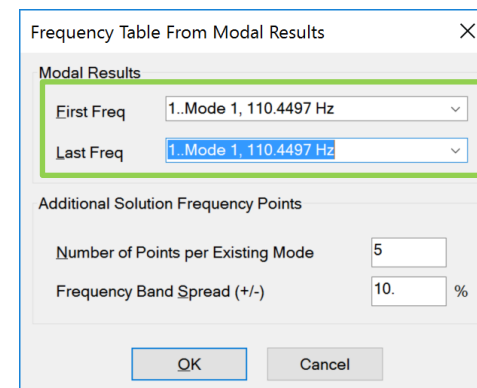 Frequency Table From Modal Results
Modal Results
First Freq 1..Mode 1, 110.4497 Hz
Last Freq 1..Mode 1, 110.4497 Hz
Additional Solution Frequency Points
Number of Points per Existing Mode 5
Frequency Band Spread (+/-) 10. %
OK Cancel